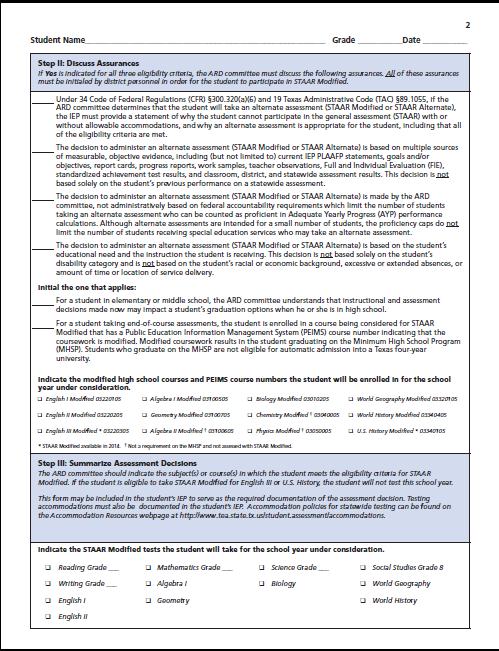 2
Student Name Grade Date
Step II: Discuss Assurances
If Yes is indicated for all three eligibility criteria, the ARD committee must discuss the following assurances. All of these assurances
must be initialed by district personnel in order for the student to participate in STAAR Modified.
Under 34 Code of Federal Regulations (CFR) §300.320(a)(6) and 19 Texas Administrative Code (TAC) §89.1055, if the
ARD committee determines that the student will take an alternate assessment (STAAR Modified or STAAR Alternate),
the IEP must provide a statement of why the student cannot participate in the general assessment (STAAR) with or
without allowable accommodations, and why an alternate assessment is appropriate for the student, including that all
of the eligibility criteria are met.
The decision to administer an alternate assessment (STAAR Modified or STAAR Alternate) is based on multiple sources
of measurable, objective evidence, including (but not limited to) current IEP PLAAFP statements, goals and/or
objectives, report cards, progress reports, work samples, teacher observations, Full and Individual Evaluation (FIE),
standardized achievement test results, and classroom, district, and statewide assessment results. This decision is not
based solely on the student's previous performance on a statewide assessment.
The decision to administer an alternate assessment (STAAR Modified or STAAR Alternate) is made by the ARD
committee, not administratively based on federal accountability requirements which limit the number of students
taking an alternate assessment who can be counted as proficient in Adequate Yearly Progress (AYP) performance
calculations. Although alternate assessments are intended for a small number of students, the proficiency caps do not
limit the number of students receiving special education services who may take an alternate assessment.
The decision to administer an alternate assessment (STAAR Modified or STAAR Alternate) is based on the student's
educational need and the instruction the student is receiving. This decision is not based solely on the student's
disability category and is not based on the student's racial or economic background, excessive or extended absences, or
amount of time or location of service delivery.
Initial the one that applies:
For a student in elementary or middle school, the ARD committee understands that instructional and assessment
decisions made now may impact a student's graduation options when he or she is in high school.
For a student taking end-of-course assessments, the student is enrolled in a course being considered for STAAR
Modified that has a Public Education Information Management System (PEIMS) course number indicating that the
coursework is modified. Modified coursework results in the student graduating on the Minimum High School Program
(MHSP). Students who graduate on the MHSP are not eligible for automatic admission into a Texas four-year
university.
Indicate the modified high school courses and PEIMS course numbers the student will be enrolled in for the school
year under consideration.
❑ English I Modified 03220105 ❑ Algebra I Modified 03100505 ❑ Biology Modified 03010205 ❑ World Geography Modified 03320105
❑ English II Modified 03220205 ❑ Geometry Modified 03100705 ❑ Chemistry Modified † 03040005 ❑ World History Modified 03340405
❑ English III Modified * 03220305 ❑ Algebra II Modified † 03100605 ❑ Physics Modified † 03050005 ❑ U.S. History Modified * 03340105
* STAAR Modified available in 2014. † Not a requirement on the MHSP and not assessed with STAAR Modified.
Step III: Summarize Assessment Decisions
The ARD committee should indicate the subject(s) or course(s) in which the student meets the eligibility criteria for STAAR
Modified. If the student is eligible to take STAAR Modified for English III or U.S. History, the student will not test this school year.
This form may be included in the student's IEP to serve as the required documentation of the assessment decision. Testing
accommodations must also be documented in the student's IEP. Accommodation policies for statewide testing can be found on
the Accommodation Resources webpage at http://www.tea.state.tx.us/student.assessment/accommodations.
Indicate the STAAR Modified tests the student will take for the school year under consideration.
❑ Reading Grade ___ ❑ Mathematics Grade ___ ❑ Science Grade ___ ❑ Social Studies Grade 8
❑ Writing Grade ___ ❑ Algebra I ❑ Biology ❑ World Geography
❑ English I ❑ Geometry ❑ World History
❑ English II